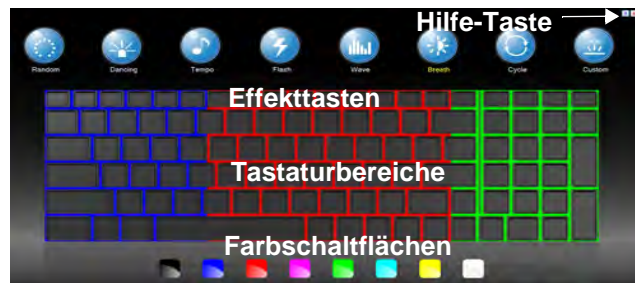 Hilfe-Taste
Random Dancing Tempo Flash Wave Breath Cycle Custom
Effekttasten
Tastaturbereiche
Farbschaltflächen